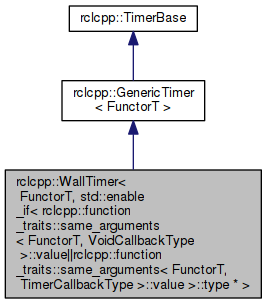 rclcpp::TimerBase
rclcpp::GenericTimer
< FunctorT >
rclcpp::WallTimer<
FunctorT, std::enable
_if< rclcpp::function
_traits::same_arguments
< FunctorT, VoidCallbackType
>::value||rclcpp::function
_traits::same_arguments< FunctorT,
TimerCallbackType >::value >::type * >